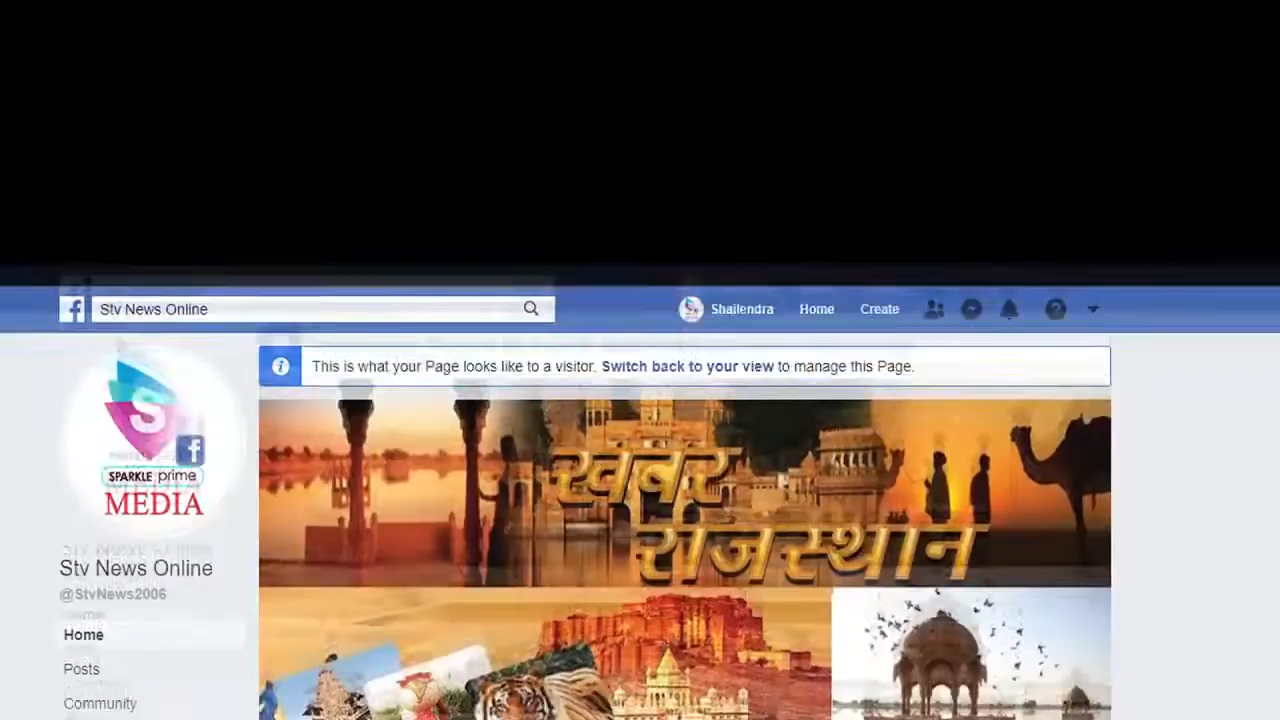 Stv News Online
Shailendra
Home
Create
This is what your Page looks like to a visitor. Switch back to your view to manage this Page.
S
SPARKLE prime
MEDIA
खबर
राजस्थान
Stv News Online
@StvNews2006
Home
Posts
Community